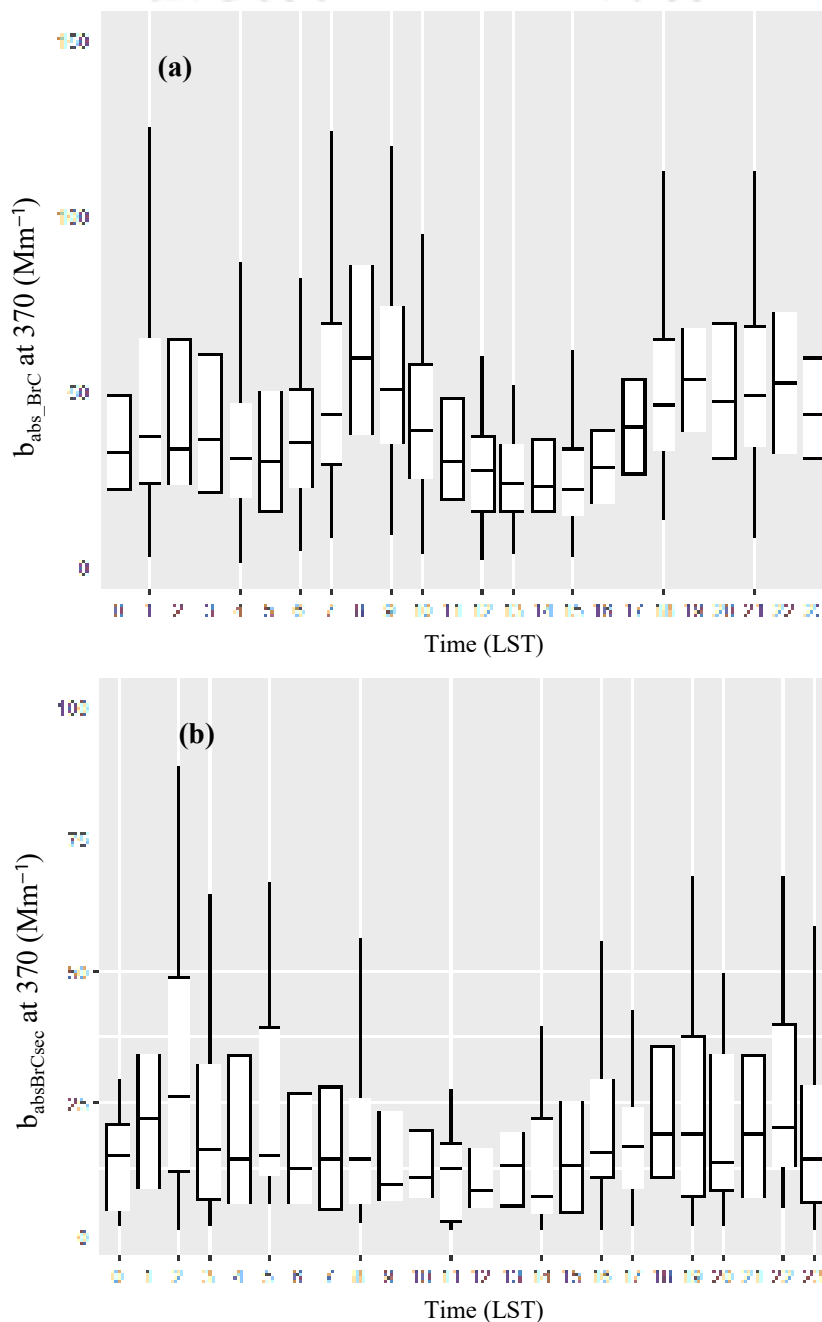 (a)
150
100
50
0
b_abs_BrC at 370 (Mm⁻¹)
0 1 2 3 4 5 6 7 8 9 10 11 12 13 14 15 16 17 18 19 20 21 22 23
Time (LST)
(b)
100
75
50
25
0
b_absBrCsec at 370 (Mm⁻¹)
0 1 2 3 4 5 6 7 8 9 10 11 12 13 14 15 16 17 18 19 20 21 22 23
Time (LST)